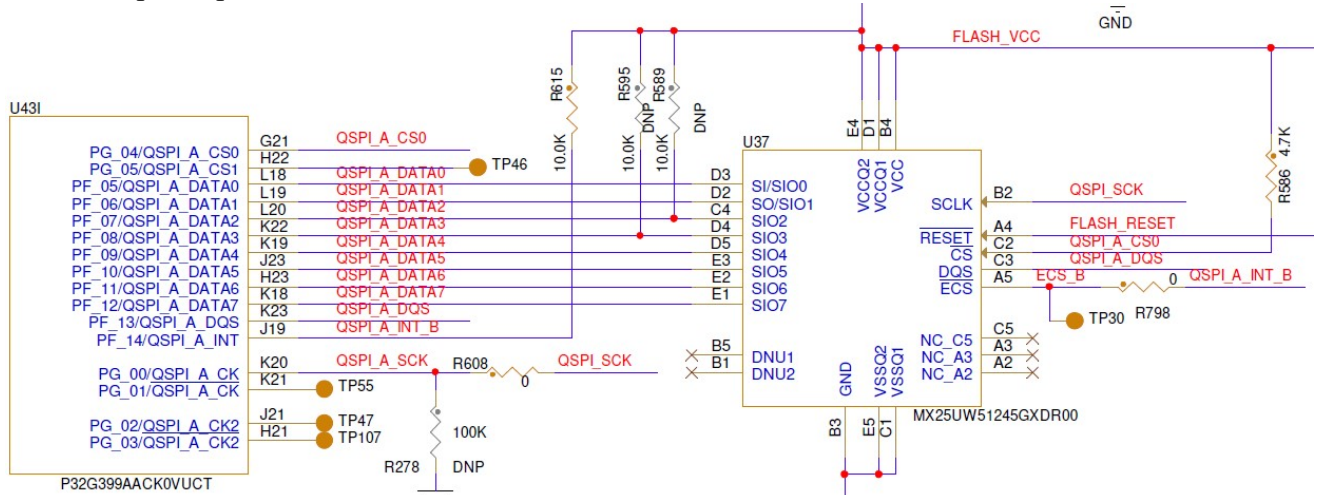 GND
FLASH_VCC
R615
10.0K
R595
DNP
10.0K
R589
DNP
10.0K
E4
D1
B4
4.7K
R586
U43I
PG_04/QSPI_A_CS0 G21 QSPI_A_CS0
PG_05/QSPI_A_CS1 H22 TP46
PF_05/QSPI_A_DATA0 L18 QSPI_A_DATA0
PF_06/QSPI_A_DATA1 L19 QSPI_A_DATA1
PF_07/QSPI_A_DATA2 L20 QSPI_A_DATA2
PF_08/QSPI_A_DATA3 K22 QSPI_A_DATA3
PF_09/QSPI_A_DATA4 K19 QSPI_A_DATA4
PF_10/QSPI_A_DATA5 J23 QSPI_A_DATA5
PF_11/QSPI_A_DATA6 H23 QSPI_A_DATA6
PF_12/QSPI_A_DATA7 K18 QSPI_A_DATA7
PF_13/QSPI_A_DQS K23 QSPI_A_DQS
PF_14/QSPI_A_INT J19 QSPI_A_INT_B
PG_00/QSPI_A_CK K20 QSPI_A_SCK R608 0 QSPI_SCK
PG_01/QSPI_A_CK K21 TP55
PG_02/QSPI_A_CK2 J21 TP47
PG_03/QSPI_A_CK2 H21 TP107
100K
R278 DNP
P32G399AACK0VUCT
U37
VCCQ2
VCCQ1
VCC
D3 SI/SIO0
D2 SO/SIO1
C4 SIO2
D4 SIO3
D5 SIO4
E3 SIO5
E2 SIO6
E1 SIO7
B5 DNU1
B1 DNU2
SCLK B2 QSPI_SCK
RESET A4 FLASH_RESET
CS C2 QSPI_A_CS0
DQS C3 QSPI_A_DQS
ECS A5 ECS_B 0 QSPI_A_INT_B
R798
TP30
NC_C5 C5
NC_A3 A3
NC_A2 A2
GND
VSSQ2
VSSQ1
MX25UW51245GXDR00
B3
E5
C1